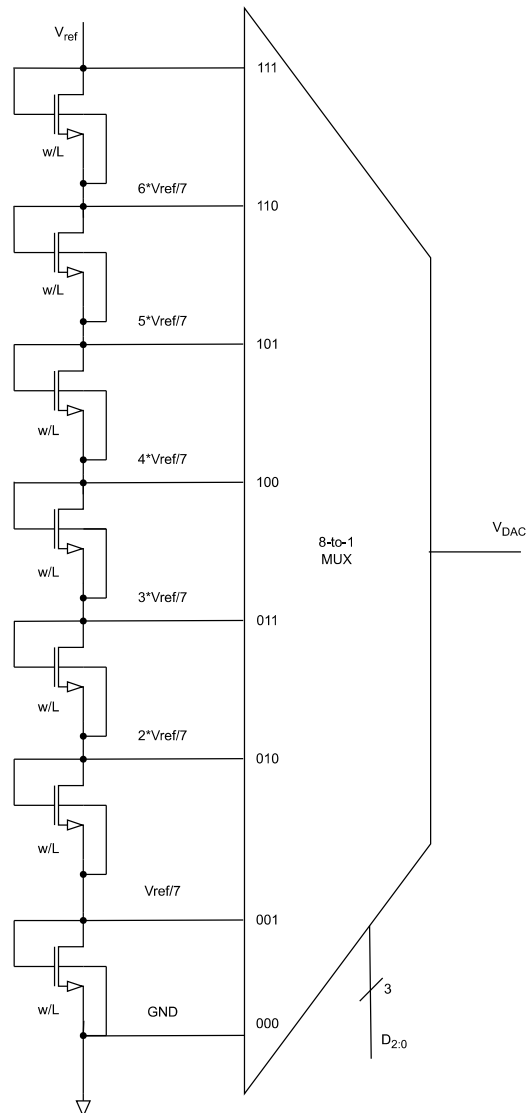 Vref
111
w/L
6*Vref/7
110
w/L
5*Vref/7
101
w/L
4*Vref/7
100
w/L
8-to-1
MUX
VDAC
3*Vref/7
011
w/L
2*Vref/7
010
w/L
Vref/7
001
w/L
3
GND
000
D2:0